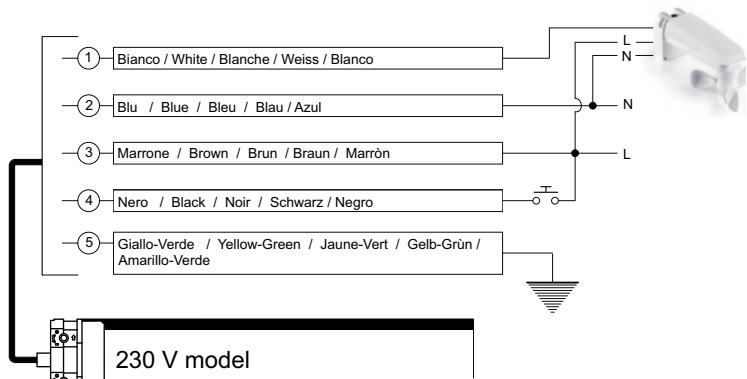 L
N
1 Bianco / White / Blanche / Weiss / Blanco
2 Blu / Blue / Bleu / Blau / Azul N
3 Marrone / Brown / Brun / Braun / Marròn L
4 Nero / Black / Noir / Schwarz / Negro
5 Giallo-Verde / Yellow-Green / Jaune-Vert / Gelb-Grùn /
Amarillo-Verde
230 V model